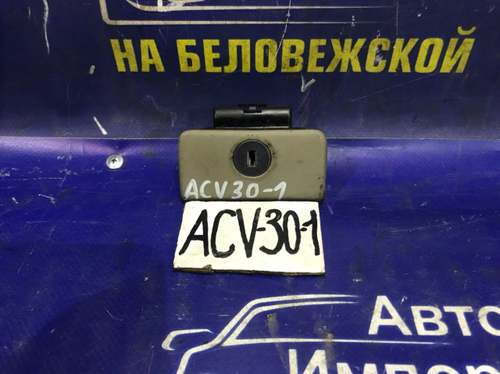 НА БЕЛОВЕЖСКОЙ
ACV30-1
ACV-30-1
Авто
Импор